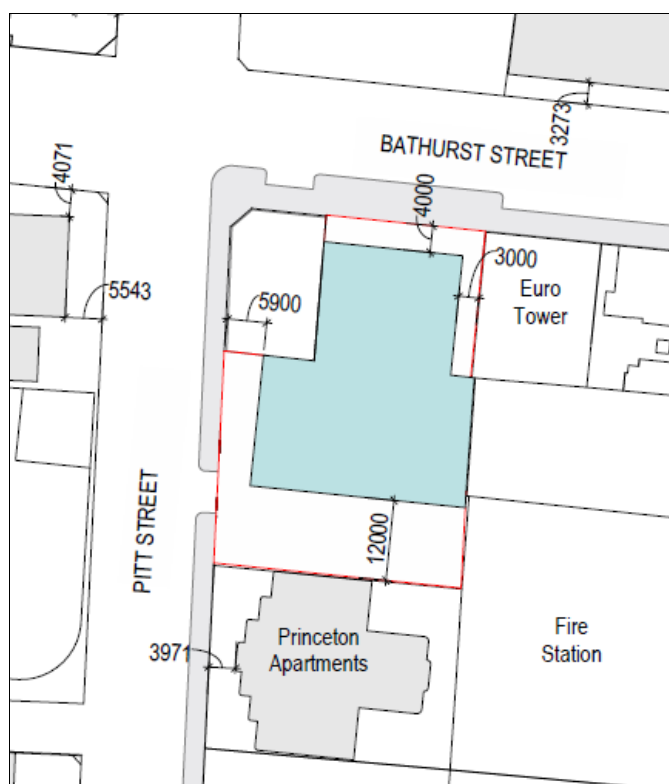 3273
BATHURST STREET
4071
4000
3000
5543
5900
Euro
Tower
PITT STREET
12000
3971
Princeton
Apartments
Fire
Station